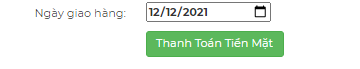 Ngày giao hàng: 12/12/2021
Thanh Toán Tiền Mặt